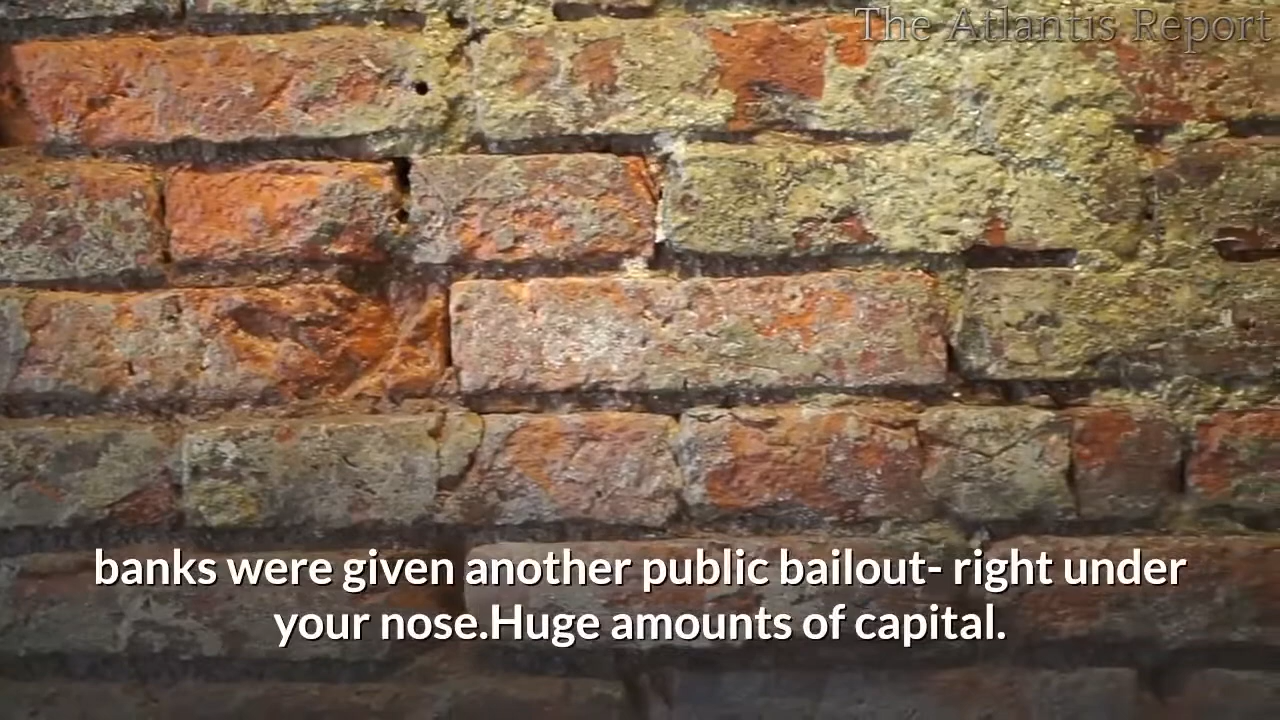 The Atlantis Report
banks were given another public bailout- right under
your nose.Huge amounts of capital.